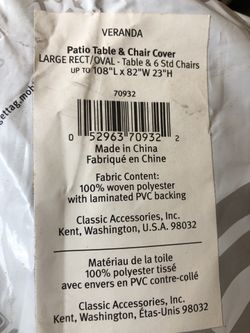 VERANDA
Patio Table & Chair Cover
LARGE RECT/OVAL - Table & 6 Std Chairs
UP TO 108"L x 82"W 23"H
70932
0 52963 70932 2
Made in China
Fabriqué en Chine
Fabric Content:
100% woven polyester
with laminated PVC backing
Classic Accessories, Inc.
Kent, Washington, U.S.A. 98032
Matériau de la toile
100% polyester tissé
avec envers en PVC contre-collé
Classic Accessories, Inc.
Kent, Washington, États-Unis 98032